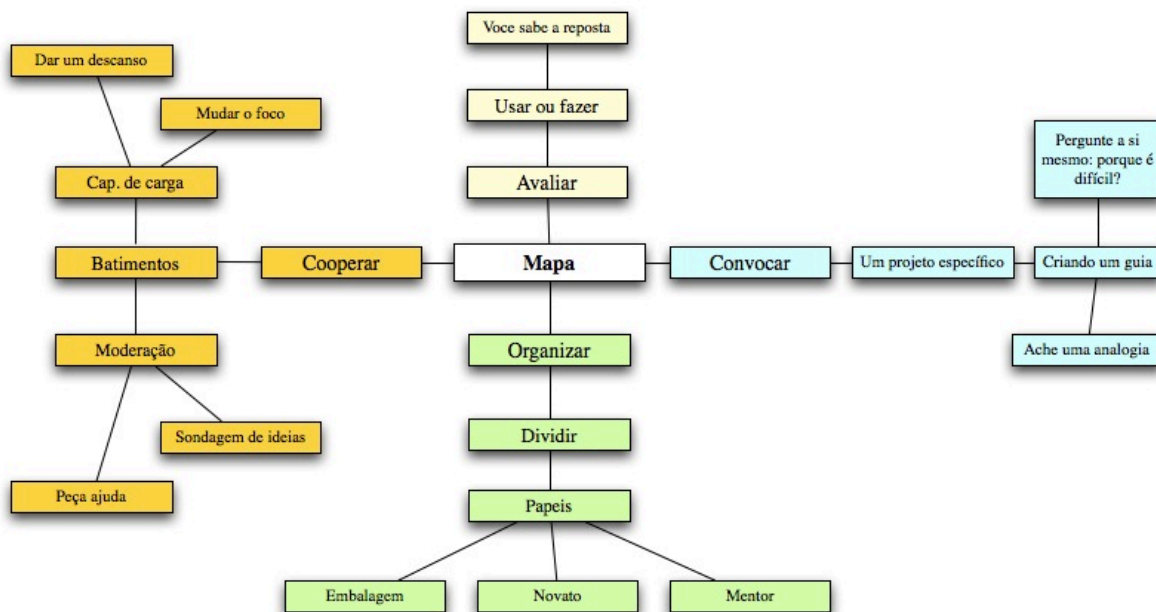 Voce sabe a reposta
Dar um descanso
Usar ou fazer
Mudar o foco
Pergunte a si
mesmo: porque é
difícil?
Cap. de carga
Avaliar
Batimentos
Cooperar
Mapa
Convocar
Um projeto específico
Criando um guia
Moderação
Organizar
Ache uma analogia
Sondagem de ideias
Dividir
Peça ajuda
Papeis
Embalagem
Novato
Mentor